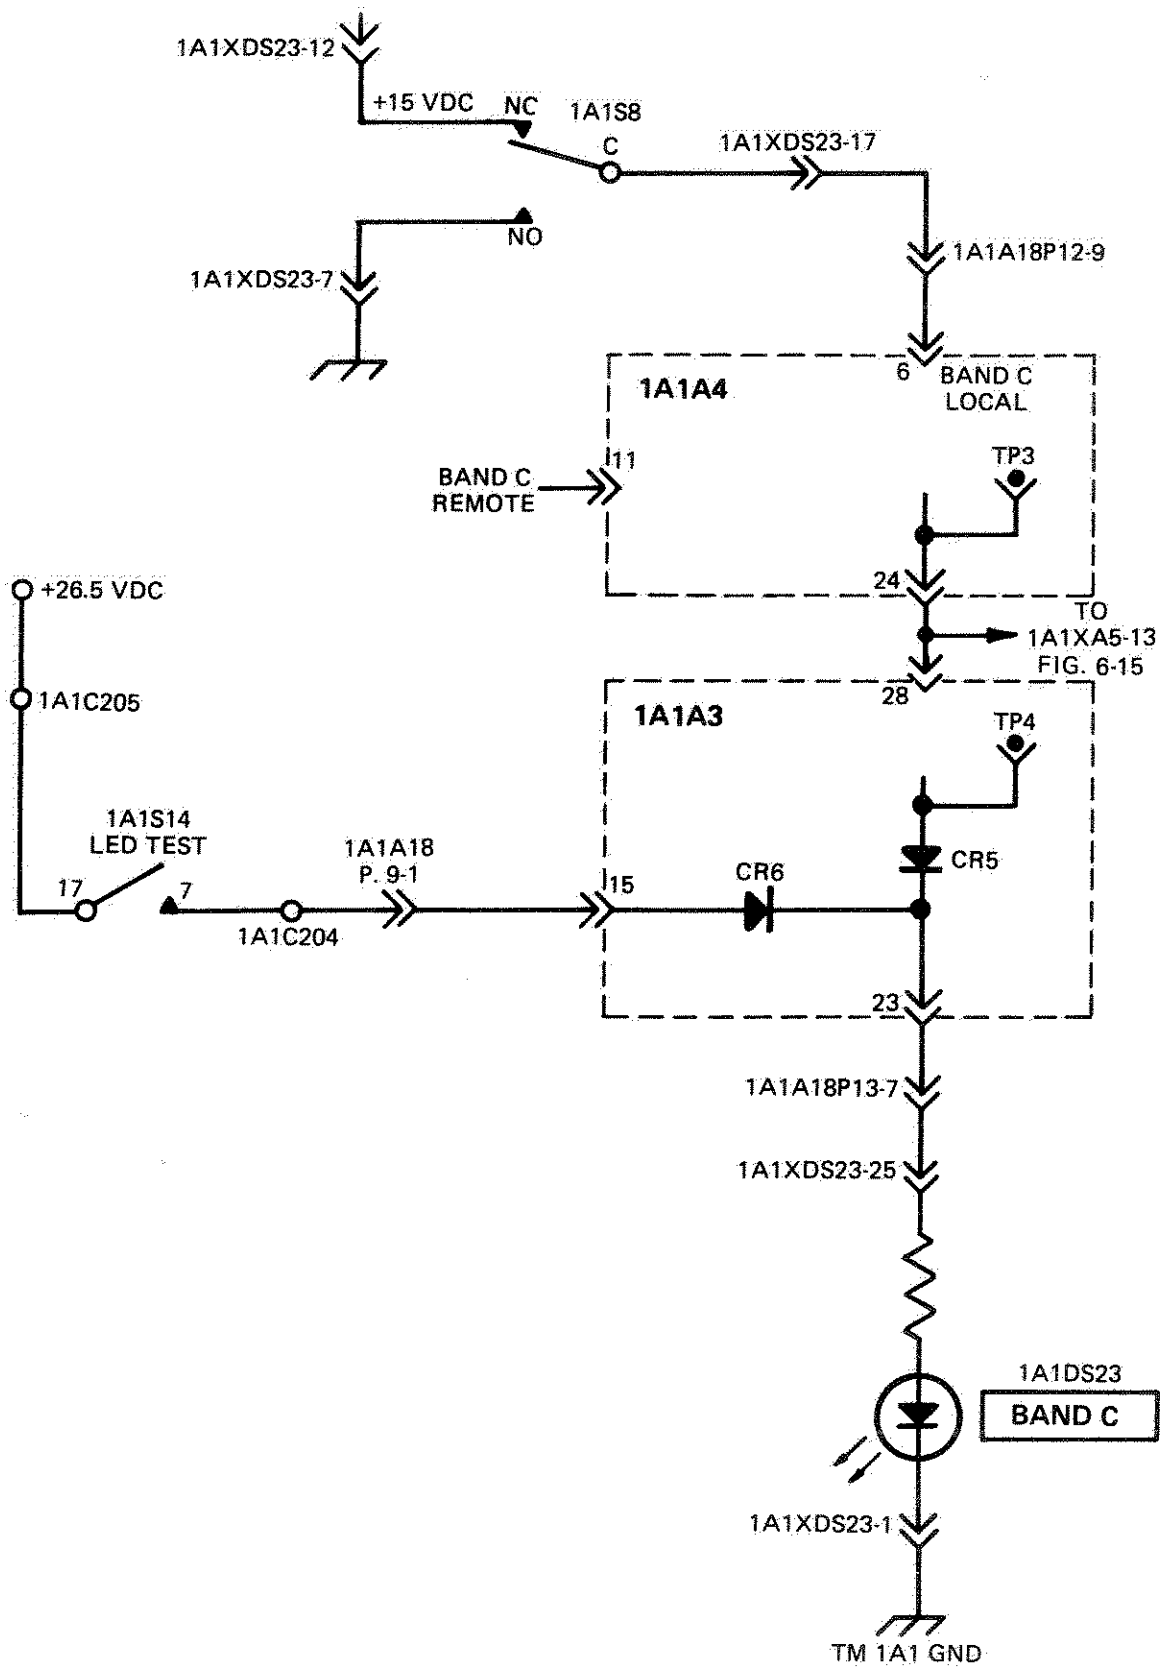 1A1XDS23-12
+15 VDC
NC
1A1S8
C
1A1XDS23-17
NO
1A1XDS23-7
1A1A18P12-9
1A1A4
6
BAND C
LOCAL
11
BAND C
REMOTE
TP3
24
+26.5 VDC
TO
1A1XA5-13
FIG. 6-15
1A1C205
28
1A1A3
TP4
1A1S14
LED TEST
17
7
1A1A18
P. 9-1
15
CR6
CR5
1A1C204
23
1A1A18P13-7
1A1XDS23-25
1A1DS23
BAND C
1A1XDS23-1
TM 1A1 GND